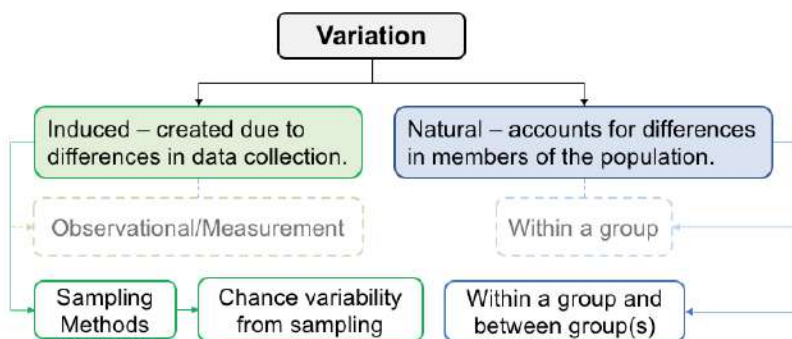 Variation
Induced – created due to
differences in data collection.
Natural – accounts for differences
in members of the population.
Observational/Measurement
Within a group
Sampling
Methods
Chance variability
from sampling
Within a group and
between group(s)